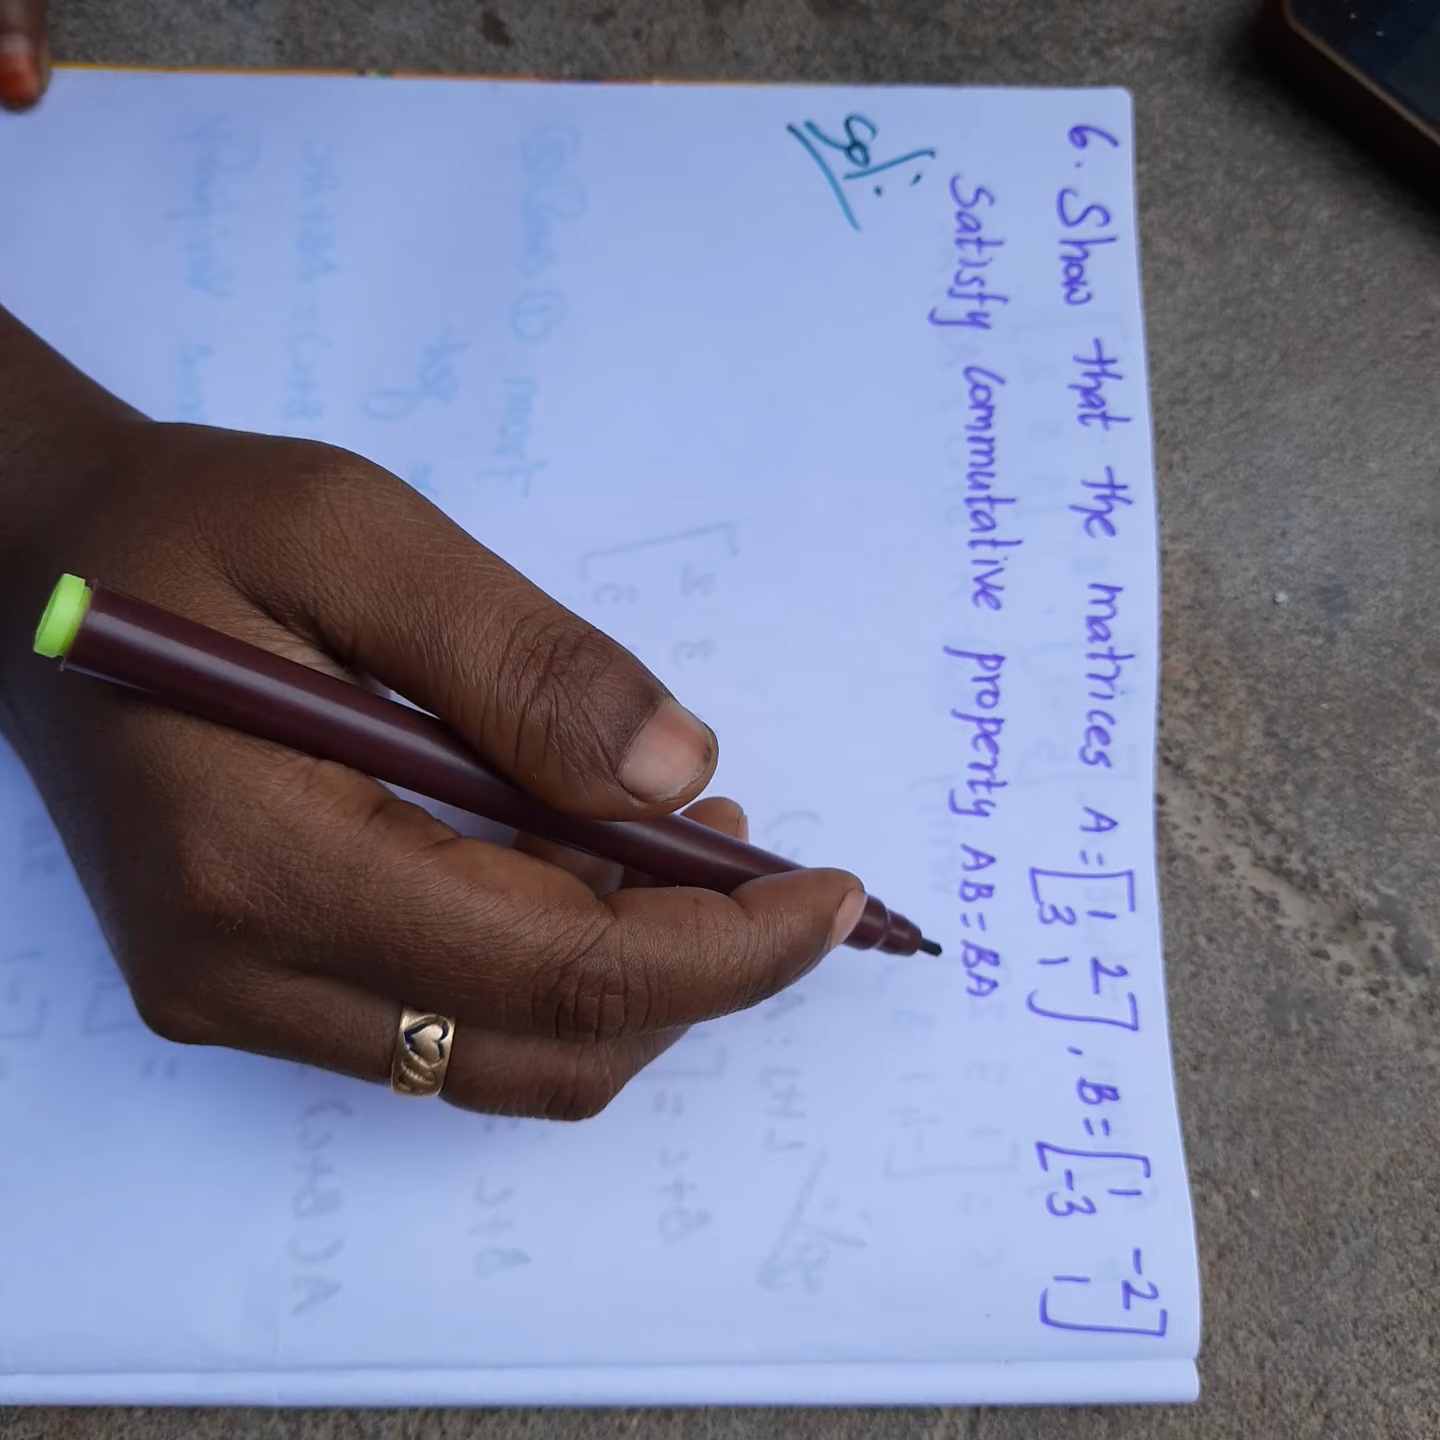 6. Show that the matrices A = [1 2 3 1], B = [1 -2 -3 1]
Satisfy commutative property AB = BA
Sol: